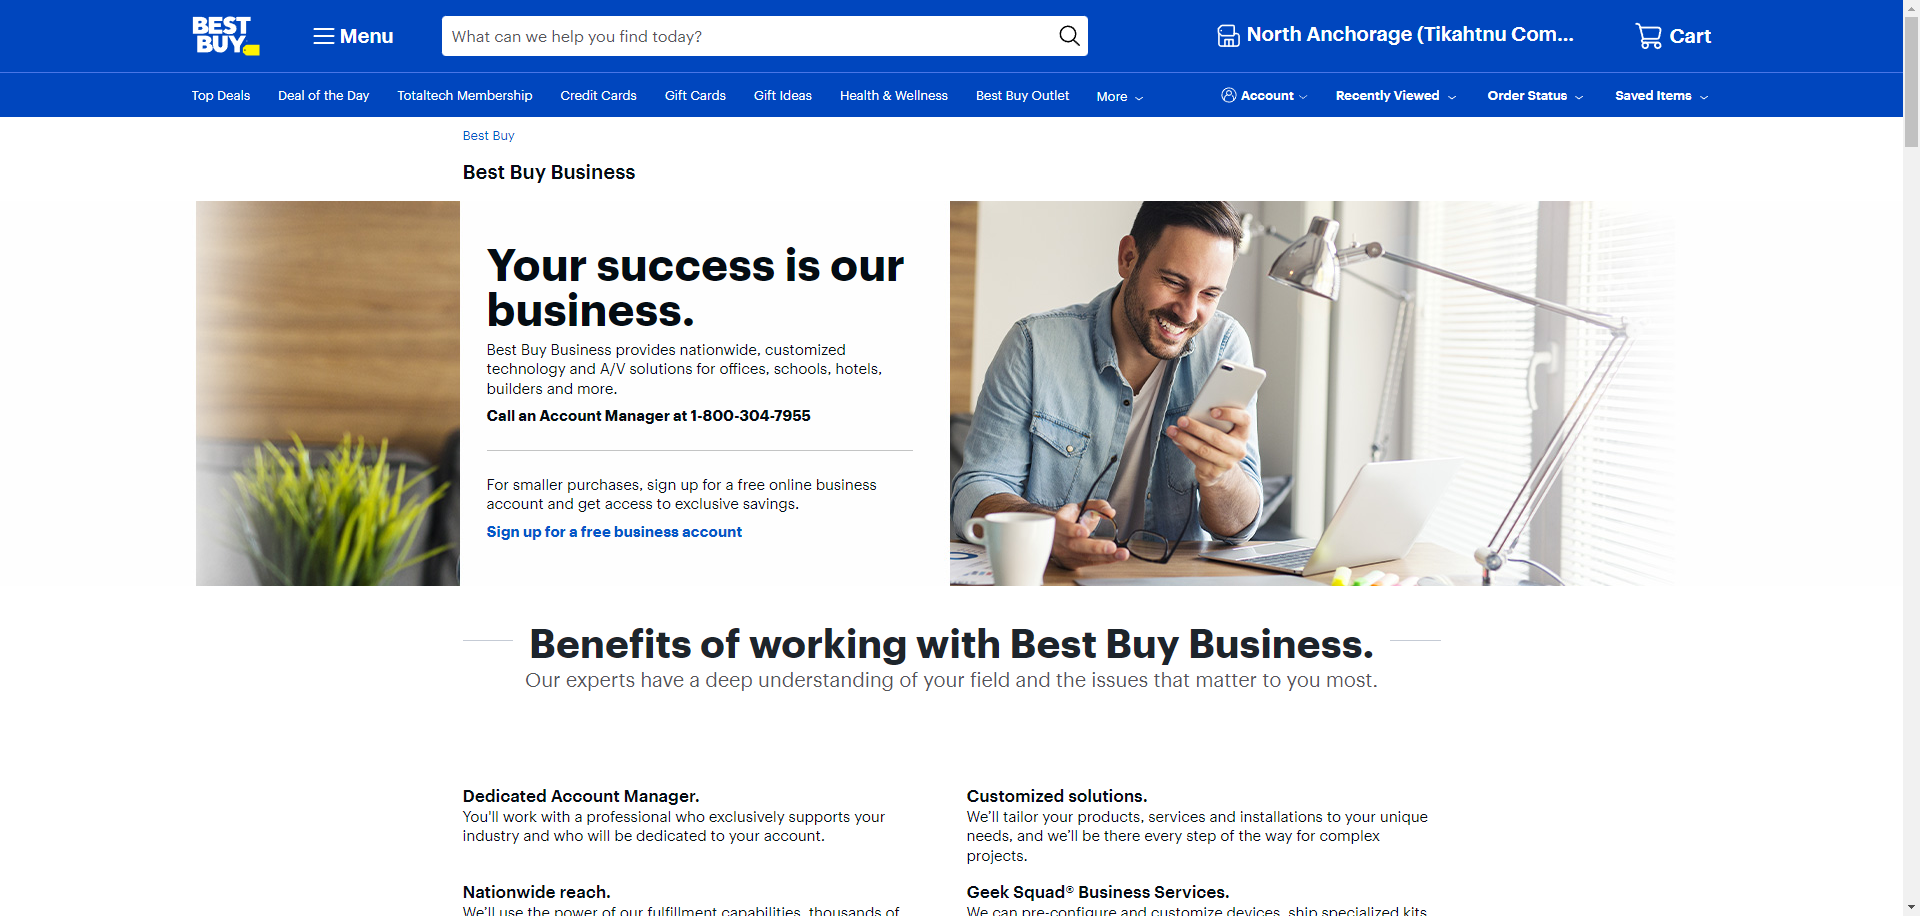 BEST
BUY
Menu
What can we help you find today?
North Anchorage (Tikahtnu Com...
Cart
Top Deals
Deal of the Day
Totaltech Membership
Credit Cards
Gift Cards
Gift Ideas
Health & Wellness
Best Buy Outlet
More
Account
Recently Viewed
Order Status
Saved Items
Best Buy
Best Buy Business
Your success is our
business.
Best Buy Business provides nationwide, customized
technology and A/V solutions for offices, schools, hotels,
builders and more.
Call an Account Manager at 1-800-304-7955
For smaller purchases, sign up for a free online business
account and get access to exclusive savings.
Sign up for a free business account
Benefits of working with Best Buy Business.
Our experts have a deep understanding of your field and the issues that matter to you most.
Dedicated Account Manager.
You'll work with a professional who exclusively supports your
industry and who will be dedicated to your account.
Customized solutions.
We'll tailor your products, services and installations to your unique
needs, and we'll be there every step of the way for complex
projects.
Nationwide reach.
We'll use the power of our fulfillment capabilities, thousands of
Geek Squad® Business Services.
We can pre-configure and customize devices, ship specialized kits